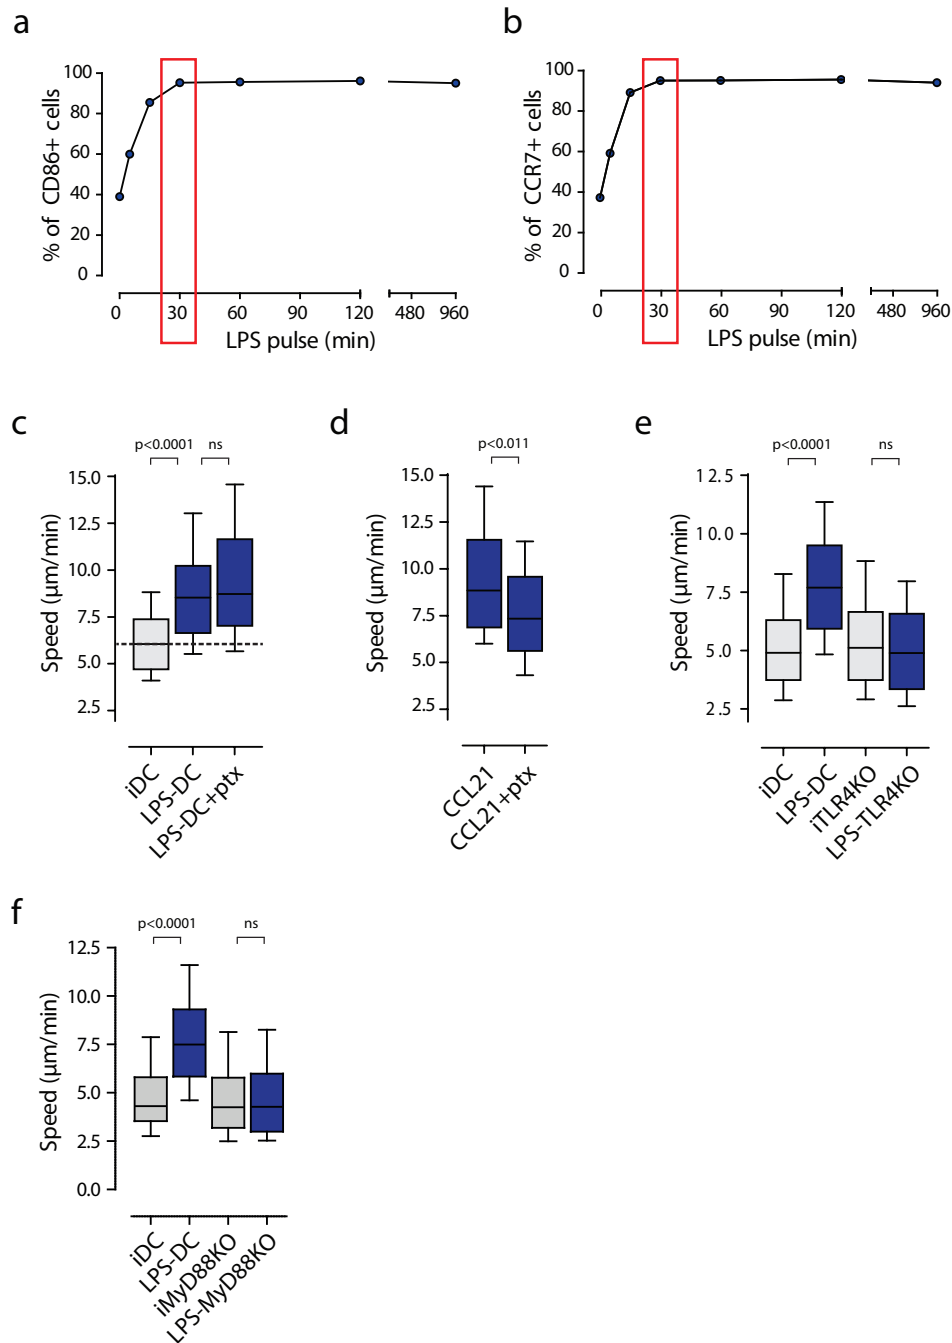 a
% of CD86+ cells
100
80
60
40
20
0
0 30 60 90 120 480 960
LPS pulse (min)
b
% of CCR7+ cells
100
80
60
40
20
0
0 30 60 90 120 480 960
LPS pulse (min)
c
p<0.0001 ns
Speed (µm/min)
15.0
12.5
10.0
7.5
5.0
2.5
iDC
LPS-DC
LPS-DC+ptx
d
p<0.011
Speed (µm/min)
15.0
12.5
10.0
7.5
5.0
2.5
CCL21
CCL21+ptx
e
p<0.0001 ns
Speed (µm/min)
12.5
10.0
7.5
5.0
2.5
iDC
LPS-DC
iTLR4KO
LPS-TLR4KO
f
p<0.0001 ns
Speed (µm/min)
12.5
10.0
7.5
5.0
2.5
0.0
iDC
LPS-DC
iMyD88KO
LPS-MyD88KO